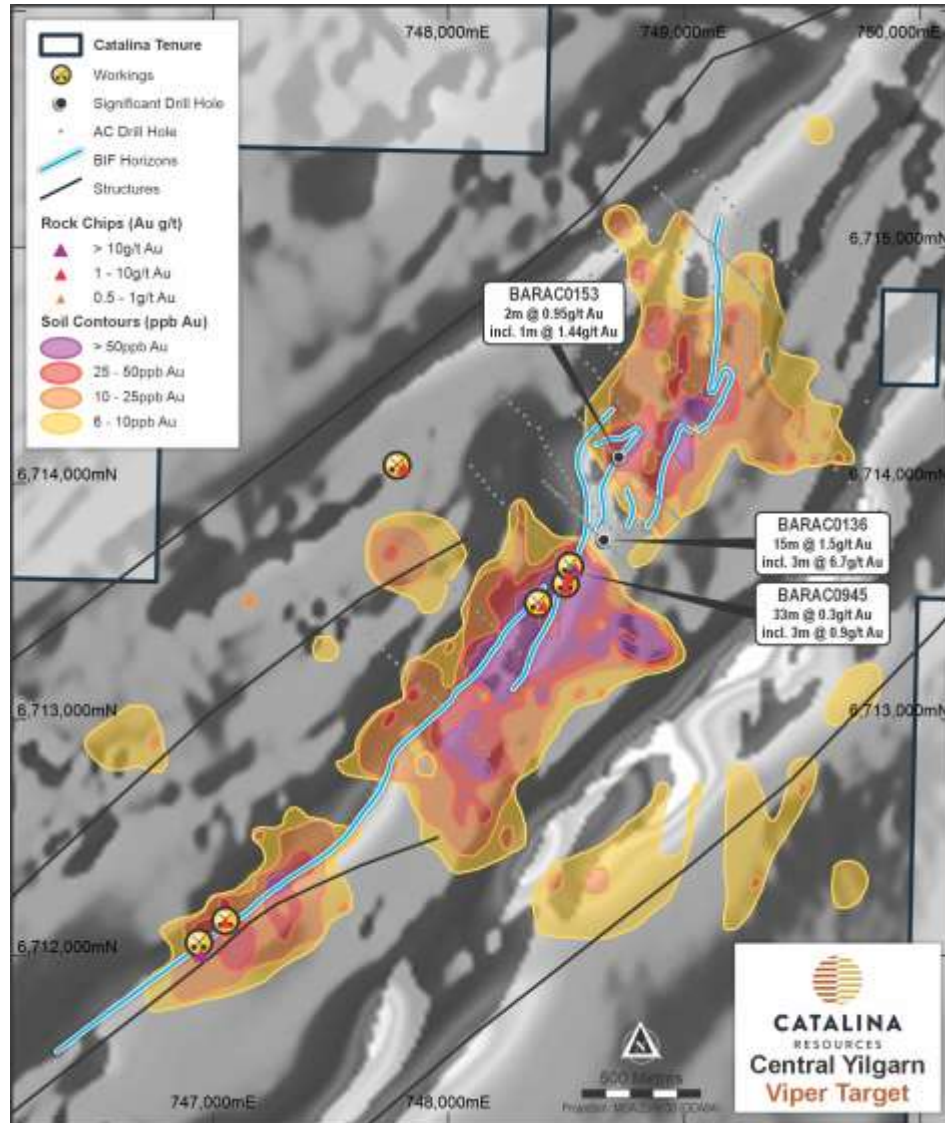 748,000mE
749,000mE
750,000mE
Catalina Tenure
Workings
Significant Drill Hole
AC Drill Hole
BIF Horizons
Structures
Rock Chips (Au g/t)
> 10g/t Au
1 - 10g/t Au
0.5 - 1g/t Au
Soil Contours (ppb Au)
> 50ppb Au
25 - 50ppb Au
10 - 25ppb Au
6 - 10ppb Au
6,715,000mN
BARAC0153
2m @ 0.95g/t Au
incl. 1m @ 1.44g/t Au
6,714,000mN
6,714,000mN
BARAC0136
15m @ 1.5g/t Au
incl. 3m @ 6.7g/t Au
BARAC0945
33m @ 0.3g/t Au
incl. 3m @ 0.9g/t Au
6,713,000mN
6,713,000mN
6,712,000mN
N
500 Metres
747,000mE
748,000mE
CATALINA
RESOURCES
Central Yilgarn
Viper Target